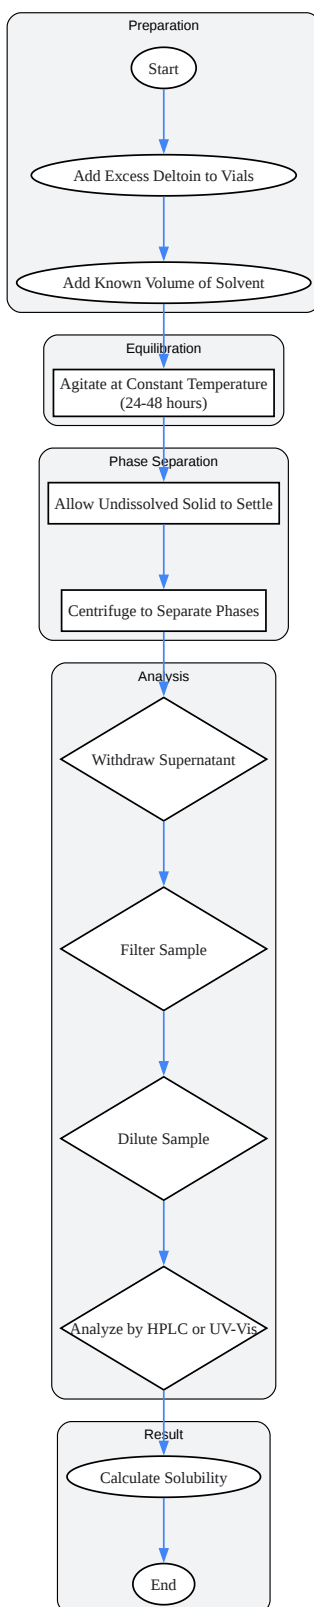 Preparation
Start
Add Excess Deltoin to Vials
Add Known Volume of Solvent
Equilibration
Agitate at Constant Temperature
(24-48 hours)
Phase Separation
Allow Undissolved Solid to Settle
Centrifuge to Separate Phases
Analysis
Withdraw Supernatant
Filter Sample
Dilute Sample
Analyze by HPLC or UV-Vis
Result
Calculate Solubility
End